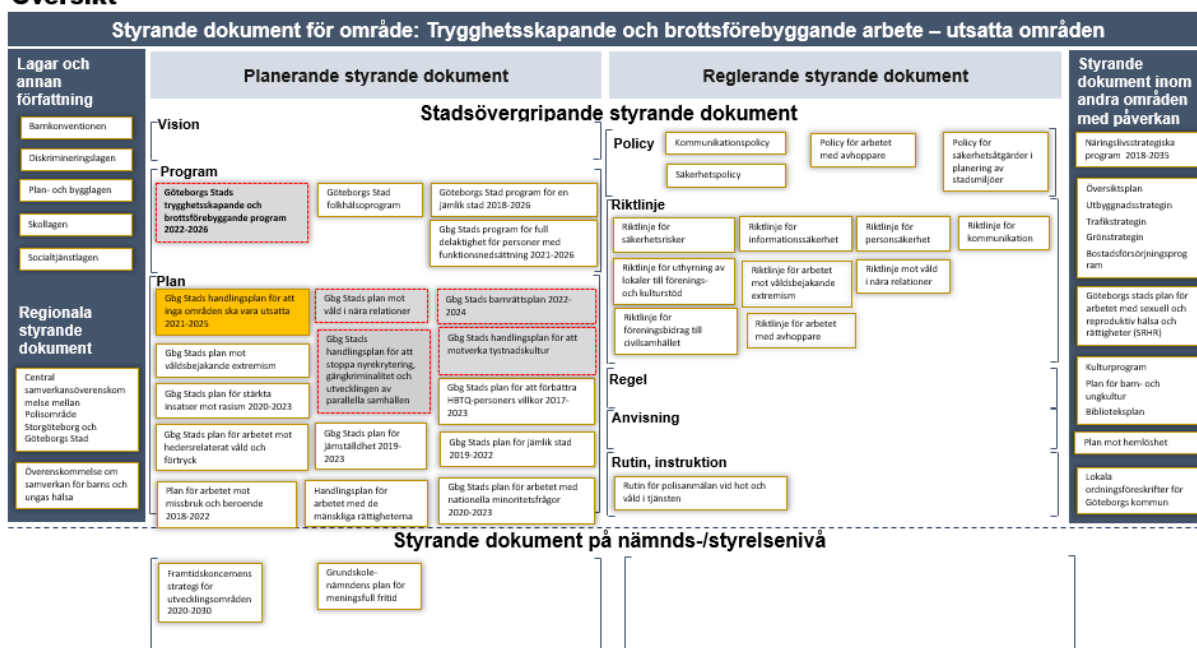 Översikt
Styrande dokument för område: Trygghetsskapande och brottsförebyggande arbete – utsatta områden
Lagar och
annan
författning
Barnkonventionen
Diskrimineringslagen
Plan- och bygglagen
Skollagen
Socialtjänstlagen
Regionala
styrande
dokument
Central
samverkansöverenskom
melse mellan
Polisområde
Storgöteborg och
Göteborgs Stad
Överenskommelse om
samverkan för barns och
ungas hälsa
Planerande styrande dokument
Reglerande styrande dokument
Stadsövergripande styrande dokument
Vision
Program
Göteborgs Stads
trygghetsskapande och
brottsförebyggande program
2022-2026
Göteborg Stad
folkhälsoprogram
Göteborgs Stad program för en
jämlik stad 2018-2026
Gbg Stads program för full
delaktighet för personer med
funktionsnedsättning 2021-2026
Plan
Gbg Stads handlingsplan för att
inga områden ska vara utsatta
2021-2025
Gbg Stads plan mot
våld i nära relationer
Gbg Stads barnrättsplan 2022-
2024
Gbg Stads plan mot
våldsbejakande extremism
Gbg Stads
handlingsplan för att
stoppa nyrekrytering,
gängkriminalitet och
utvecklingen av
parallella samhällen
Gbg Stads handlingsplan för att
motverka tystnadskultur
Gbg Stads plan för stärkta
insatser mot rasism 2020-2023
Gbg Stads plan för att förbättra
HBTQ-personers villkor 2017-
2023
Gbg Stads plan för arbetet mot
hedersrelaterat våld och
förtryck
Gbg Stads plan för
jämställdhet 2019-
2023
Gbg Stads plan för jämlik stad
2019-2022
Plan för arbetet mot
missbruk och beroende
2018-2022
Handlingsplan för
arbetet med de
mänskliga rättigheterna
Gbg Stads plan för arbetet med
nationella minoritetsfrågor
2020-2023
Policy
Kommunikationspolicy
Policy för arbetet
med avhoppare
Policy för
säkerhetsåtgärder i
planering av
stadsmiljöer
Säkerhetspolicy
Riktlinje
Riktlinje för
säkerhetsrisker
Riktlinje för
informationssäkerhet
Riktlinje för
personsäkerhet
Riktlinje för
kommunikation
Riktlinje för uthyrning av
lokaler till förenings-
och kulturstöd
Riktlinje för arbetet
mot våldsbejakande
extremism
Riktlinje mot våld
i nära relationer
Riktlinje för
föreningsbidrag till
civilsamhället
Riktlinje för arbetet
med avhoppare
Regel
Anvisning
Rutin, instruktion
Rutin för polisanmälan vid hot och
våld i tjänsten
Styrande
dokument inom
andra områden
med påverkan
Näringslivsstrategiska
program 2018-2035
Översiktsplan
Utbyggnadsstrategin
Trafikstrategin
Grönstrategin
Bostadsförsörjningsprog
ram
Göteborgs stads plan för
arbetet med sexuell och
reproduktiv hälsa och
rättigheter (SRHR)
Kulturprogram
Plan för barn- och
ungkultur
Biblioteksplan
Plan mot hemlöshet
Lokala
ordningsföreskrifter för
Göteborgs kommun
Styrande dokument på nämnds-/styrelsenivå
Framtidskoncernens
strategi för
utvecklingsområden
2020-2030
Grundskole-
nämndens plan för
meningsfull fritid